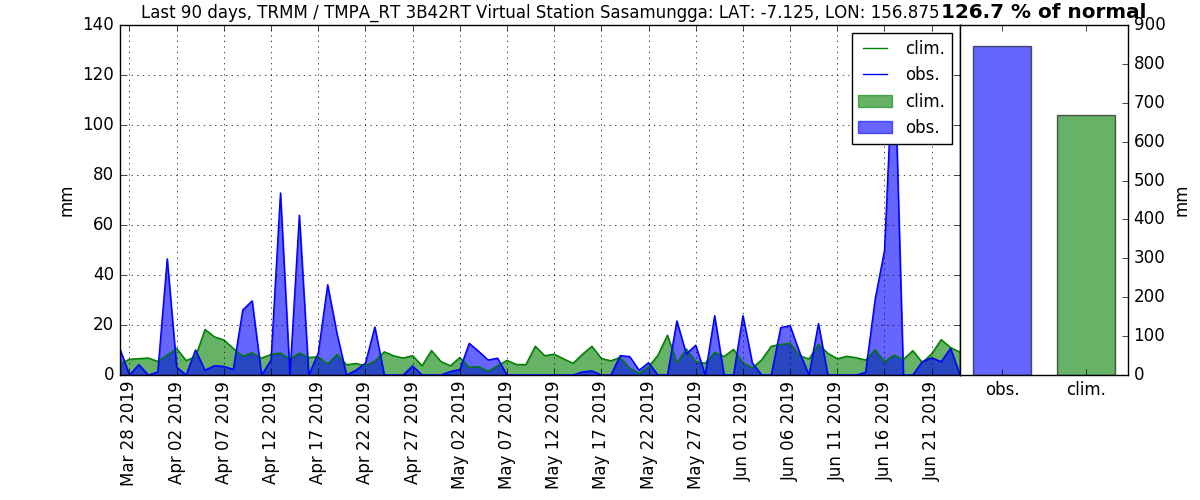 Last 90 days, TRMM / TMPA_RT 3B42RT Virtual Station Sasamungga: LAT: -7.125, LON: 156.875
126.7 % of normal
140
120
100
80
60
40
20
0
mm
clim.
obs.
clim.
obs.
900
800
700
600
500
400
300
200
100
0
mm
Mar 28 2019
Apr 02 2019
Apr 07 2019
Apr 12 2019
Apr 17 2019
Apr 22 2019
Apr 27 2019
May 02 2019
May 07 2019
May 12 2019
May 17 2019
May 22 2019
May 27 2019
Jun 01 2019
Jun 06 2019
Jun 11 2019
Jun 16 2019
Jun 21 2019
obs.
clim.